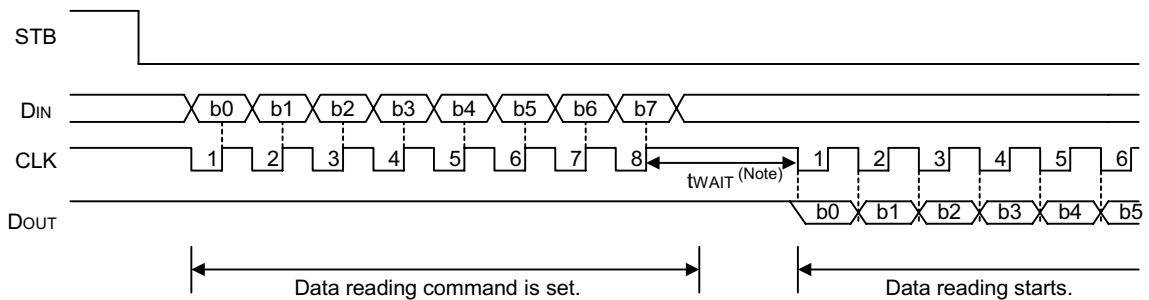 STB
DIN b0 b1 b2 b3 b4 b5 b6 b7
CLK 1 2 3 4 5 6 7 8 1 2 3 4 5 6
tWAIT (Note)
DOUT b0 b1 b2 b3 b4 b5
Data reading command is set. Data reading starts.